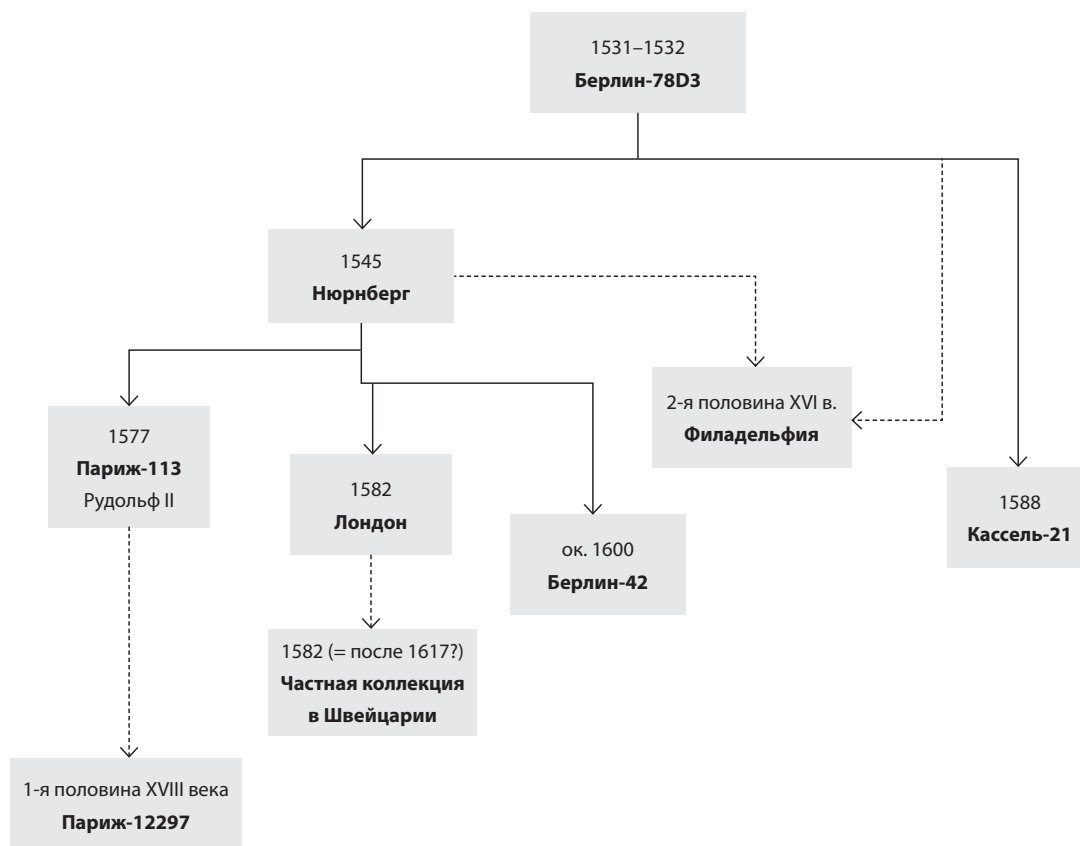 1531–1532
Берлин-78D3
1545
Нюрнберг
2-я половина XVI в.
Филадельфия
1577
Париж-113
Рудольф II
1582
Лондон
ок. 1600
Берлин-42
1588
Кассель-21
1582 (= после 1617?)
Частная коллекция
в Швейцарии
1-я половина XVIII века
Париж-12297